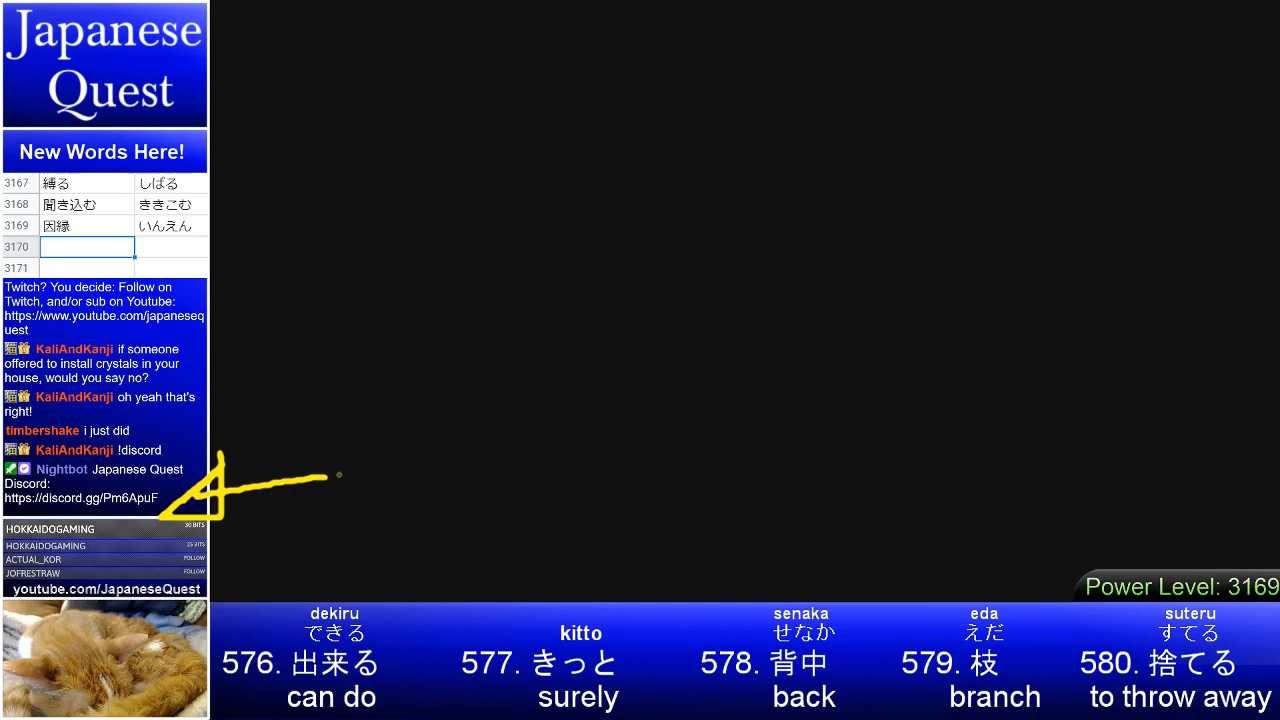 Japanese
Quest
New Words Here!
3167 縛る しばる
3168 聞き込む ききこむ
3169 因縁 いんえん
3170
3171
Twitch? You decide: Follow on
Twitch, and/or sub on Youtube:
https://www.youtube.com/japaneseq
uest
KaliAndKanji if someone
offered to install crystals in your
house, would you say no?
KaliAndKanji oh yeah that's
right!
timbershake i just did
KaliAndKanji !discord
Nightbot Japanese Quest
Discord:
https://discord.gg/Pm6ApuF
HOKKAIDOGAMING 30 BITS
HOKKAIDOGAMING 25 BITS
ACTUAL_KOR FOLLOW
JOFRESTRAW FOLLOW
youtube.com/JapaneseQuest
Power Level: 3169
dekiru
できる
576. 出来る
can do
kitto
577. きっと
surely
senaka
せなか
578. 背中
back
eda
えだ
579. 枝
branch
suteru
すてる
580. 捨てる
to throw away